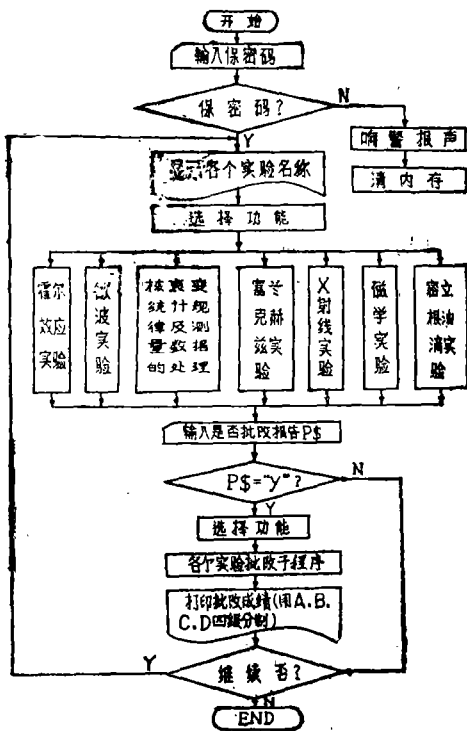 开始
输入保密码
保密码?
N
Y
响警报声
清内存
显示各个实验名称
选择功能
霍尔
效应
实验
微波实验
核衰变
统计规
律及测
量数据
的处理
富兰
克赫
兹实
验
X
射线
实验
磁学实验
密立
根油
滴实
验
输入是否批改报告P$
P$="Y"?
N
Y
选择功能
各个实验批改子程序
打印批改成绩(用A.B.
C.D四级分制)
Y
继续否?
N
END